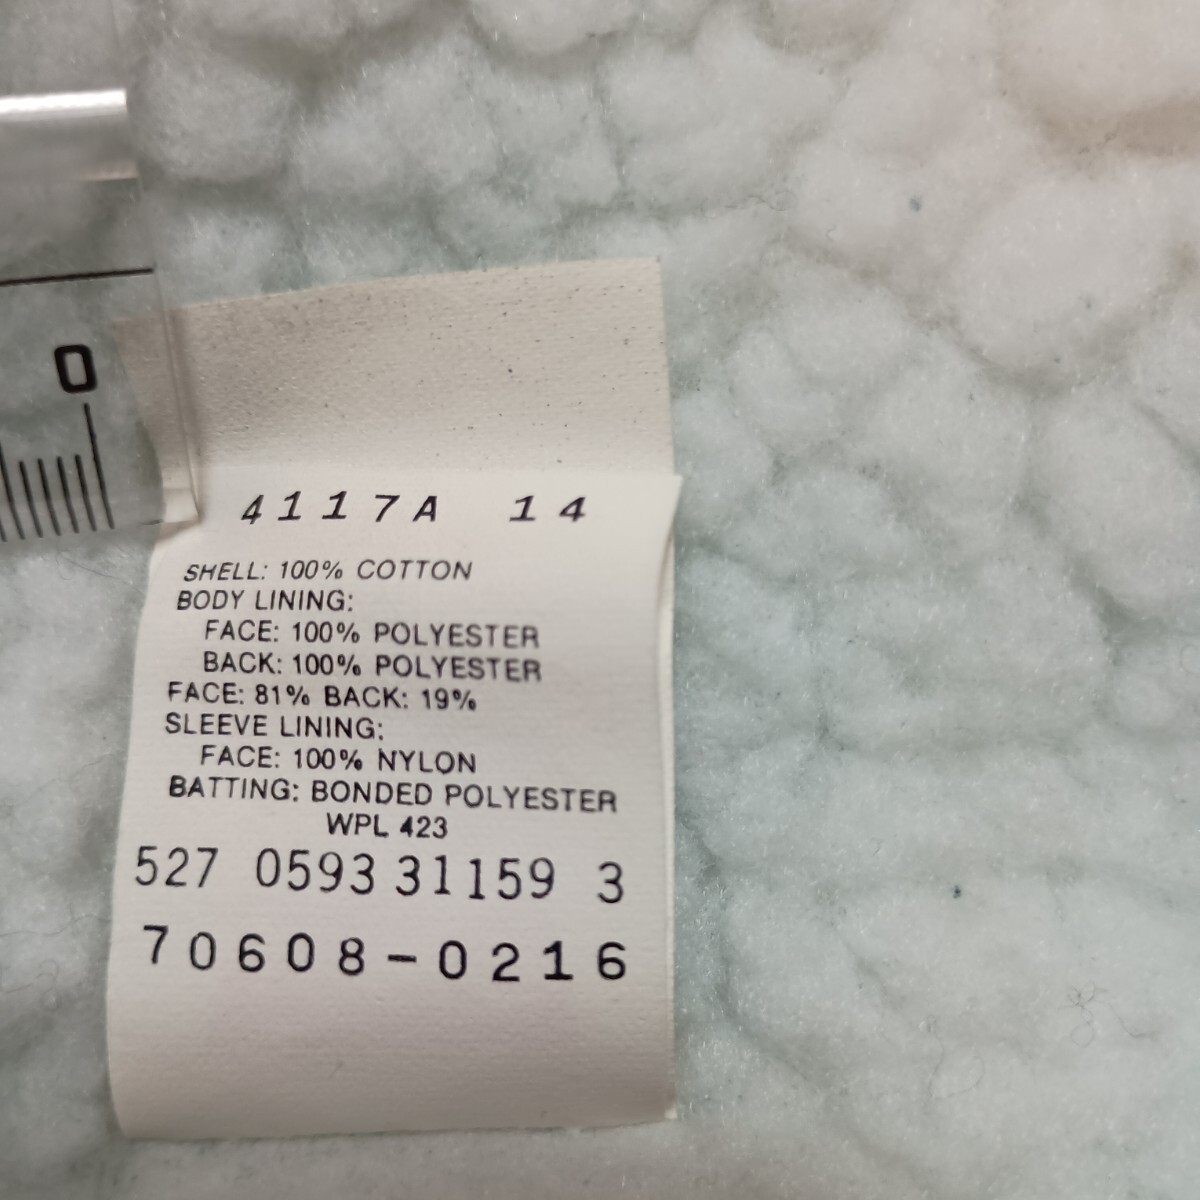 0
4117A 14
SHELL: 100% COTTON
BODY LINING:
FACE: 100% POLYESTER
BACK: 100% POLYESTER
FACE: 81% BACK: 19%
SLEEVE LINING:
FACE: 100% NYLON
BATTING: BONDED POLYESTER
WPL 423
527 0593 31159 3
70608-0216